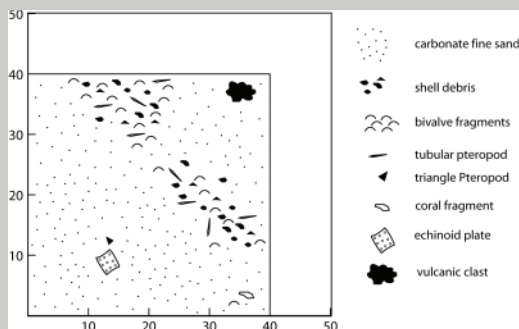 50
40
30
20
10
10 20 30 40 50
carbonate fine sand
shell debris
bivalve fragments
tubular pteropod
triangle Pteropod
coral fragment
echinoid plate
vulcanic clast